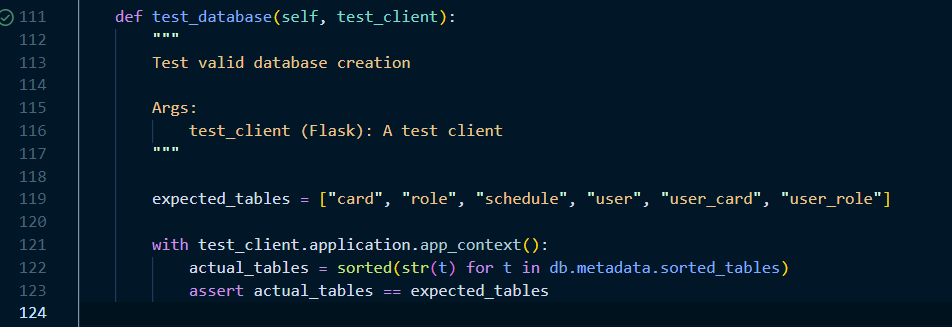 111 def test_database(self, test_client):
112 """
113 Test valid database creation
114
115 Args:
116 test_client (Flask): A test client
117 """
118
119 expected_tables = ["card", "role", "schedule", "user", "user_card", "user_role"]
120
121 with test_client.application.app_context():
122 actual_tables = sorted(str(t) for t in db.metadata.sorted_tables)
123 assert actual_tables == expected_tables
124